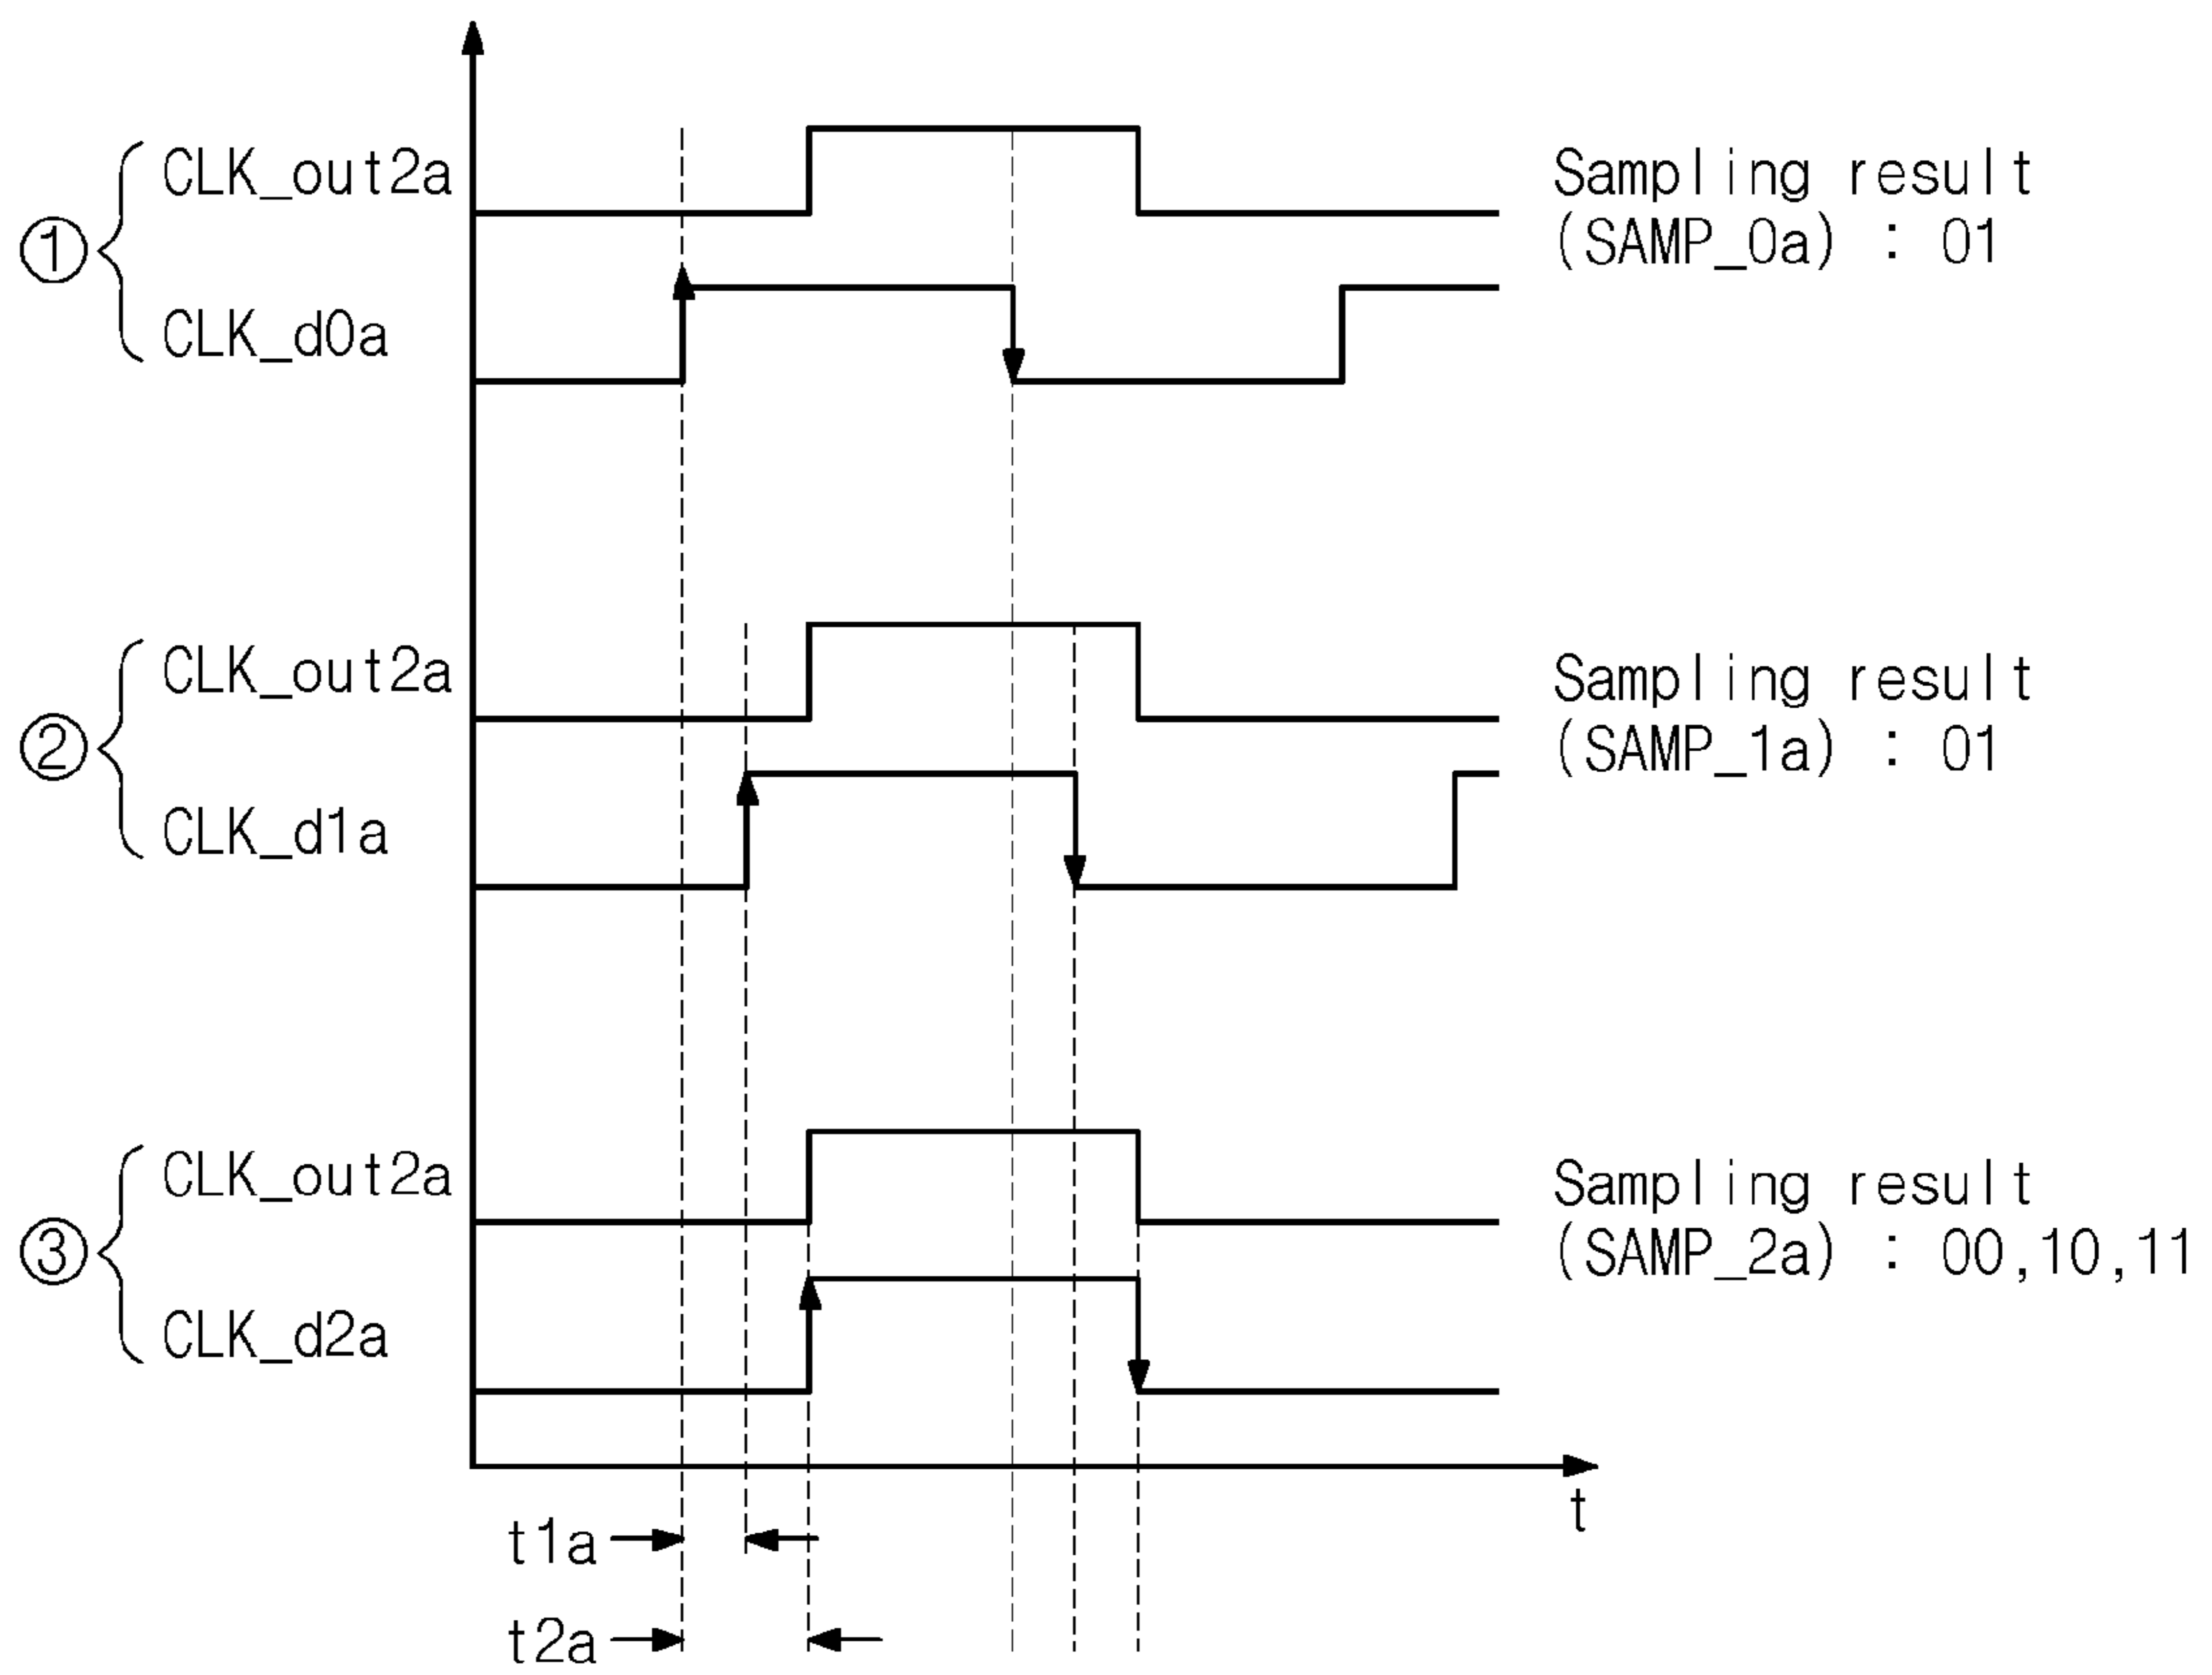 CLK_out2a
Sampling result
(SAMP_0a) : 01
①
CLK_d0a
CLK_out2a
Sampling result
(SAMP_1a) : 01
②
CLK_d1a
CLK_out2a
Sampling result
(SAMP_2a) : 00,10,11
③
CLK_d2a
t
t1a
t2a